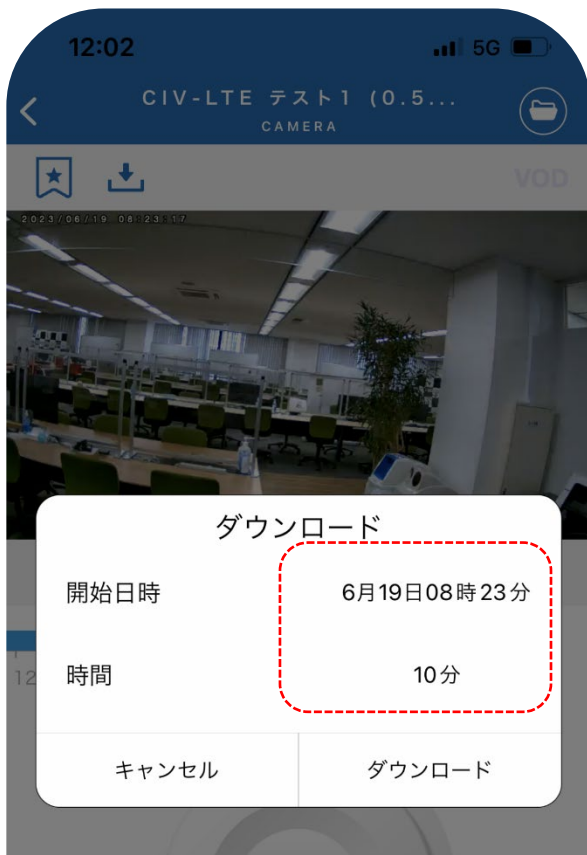 12:02 5G
CIV-LTE テスト1 (0.5...
CAMERA
VOD
2023/06/19 08:23:17
ダウンロード
開始日時 6月19日08時23分
時間 10分
12
キャンセル ダウンロード